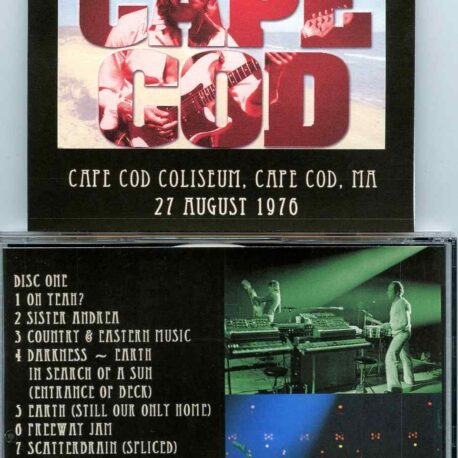 CAPE
COD
CAPE COD COLISEUM, CAPE COD, MA
27 AUGUST 1976
DISC ONE
1 OH YEAH?
2 SISTER ANDREA
3 COUNTRY & EASTERN MUSIC
4 DARKNESS ~ EARTH
IN SEARCH OF A SUN
(ENTRANCE OF BECK)
5 EARTH (STILL OUR ONLY HOME)
6 FREEWAY JAM
7 SCATTERBRAIN (SPLICED)